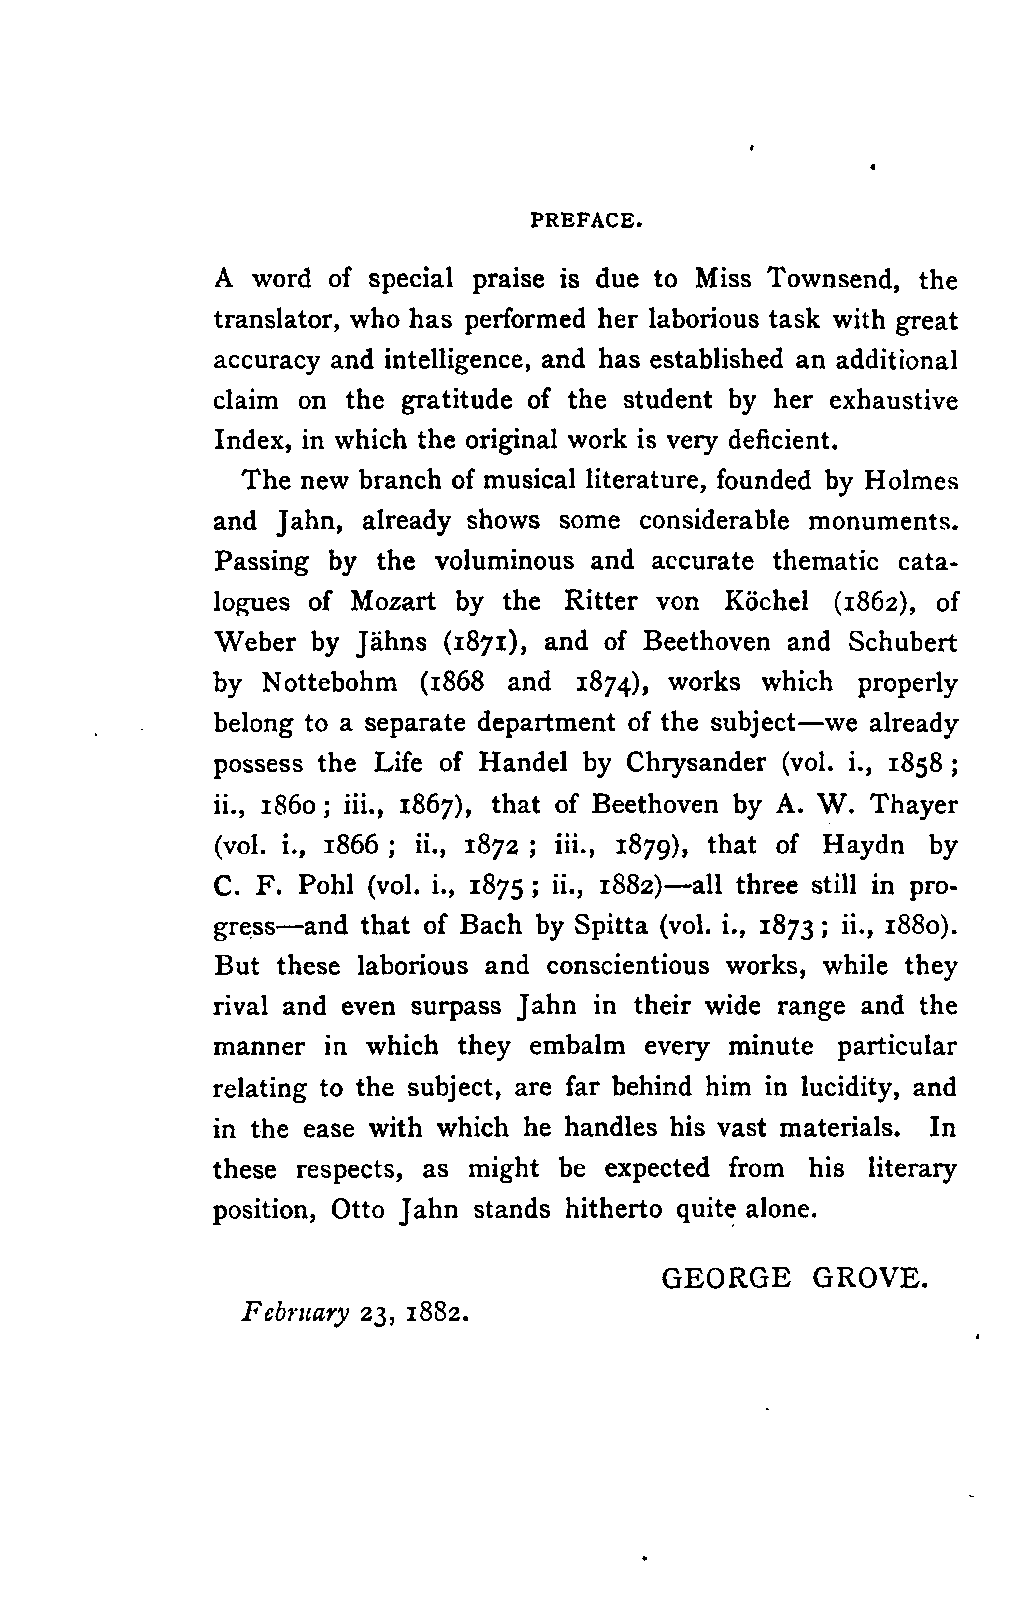 PREFACE.
A word of special praise is due to Miss Townsend, the
translator, who has performed her laborious task with great
accuracy and intelligence, and has established an additional
claim on the gratitude of the student by her exhaustive
Index, in which the original work is very deficient.
The new branch of musical literature, founded by Holmes
and Jahn, already shows some considerable monuments.
Passing by the voluminous and accurate thematic cata-
logues of Mozart by the Ritter von Köchel (1862), of
Weber by Jähns (1871), and of Beethoven and Schubert
by Nottebohm (1868 and 1874), works which properly
belong to a separate department of the subject—we already
possess the Life of Handel by Chrysander (vol. i., 1858;
ii., 1860; iii., 1867), that of Beethoven by A. W. Thayer
(vol. i., 1866; ii., 1872; iii., 1879), that of Haydn by
C. F. Pohl (vol. i., 1875; ii., 1882)—all three still in pro-
gress—and that of Bach by Spitta (vol. i., 1873; ii., 1880).
But these laborious and conscientious works, while they
rival and even surpass Jahn in their wide range and the
manner in which they embalm every minute particular
relating to the subject, are far behind him in lucidity, and
in the ease with which he handles his vast materials. In
these respects, as might be expected from his literary
position, Otto Jahn stands hitherto quite alone.
GEORGE GROVE.
February 23, 1882.